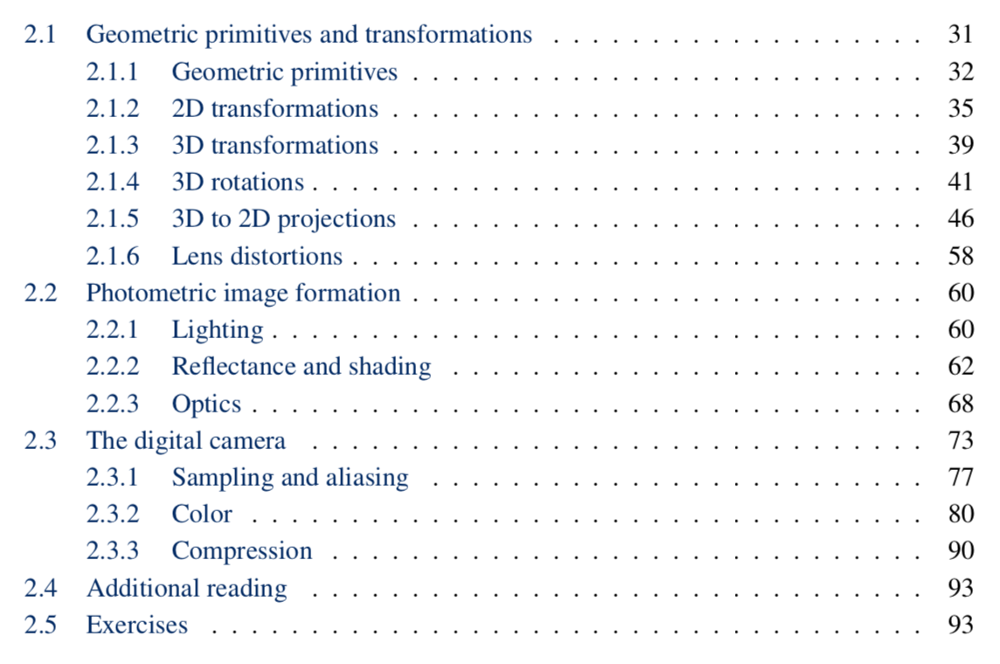 2.1 Geometric primitives and transformations . . . . . . . . . . . . . . . . . . . 31
2.1.1 Geometric primitives . . . . . . . . . . . . . . . . . . . . . . . . . . 32
2.1.2 2D transformations . . . . . . . . . . . . . . . . . . . . . . . . . . . 35
2.1.3 3D transformations . . . . . . . . . . . . . . . . . . . . . . . . . . . 39
2.1.4 3D rotations . . . . . . . . . . . . . . . . . . . . . . . . . . . . . . . 41
2.1.5 3D to 2D projections . . . . . . . . . . . . . . . . . . . . . . . . . . 46
2.1.6 Lens distortions . . . . . . . . . . . . . . . . . . . . . . . . . . . . . 58
2.2 Photometric image formation . . . . . . . . . . . . . . . . . . . . . . . . . . 60
2.2.1 Lighting . . . . . . . . . . . . . . . . . . . . . . . . . . . . . . . . . 60
2.2.2 Reflectance and shading . . . . . . . . . . . . . . . . . . . . . . . . 62
2.2.3 Optics . . . . . . . . . . . . . . . . . . . . . . . . . . . . . . . . . . 68
2.3 The digital camera . . . . . . . . . . . . . . . . . . . . . . . . . . . . . . . 73
2.3.1 Sampling and aliasing . . . . . . . . . . . . . . . . . . . . . . . . . 77
2.3.2 Color . . . . . . . . . . . . . . . . . . . . . . . . . . . . . . . . . . 80
2.3.3 Compression . . . . . . . . . . . . . . . . . . . . . . . . . . . . . . 90
2.4 Additional reading . . . . . . . . . . . . . . . . . . . . . . . . . . . . . . . 93
2.5 Exercises . . . . . . . . . . . . . . . . . . . . . . . . . . . . . . . . . . . . 93